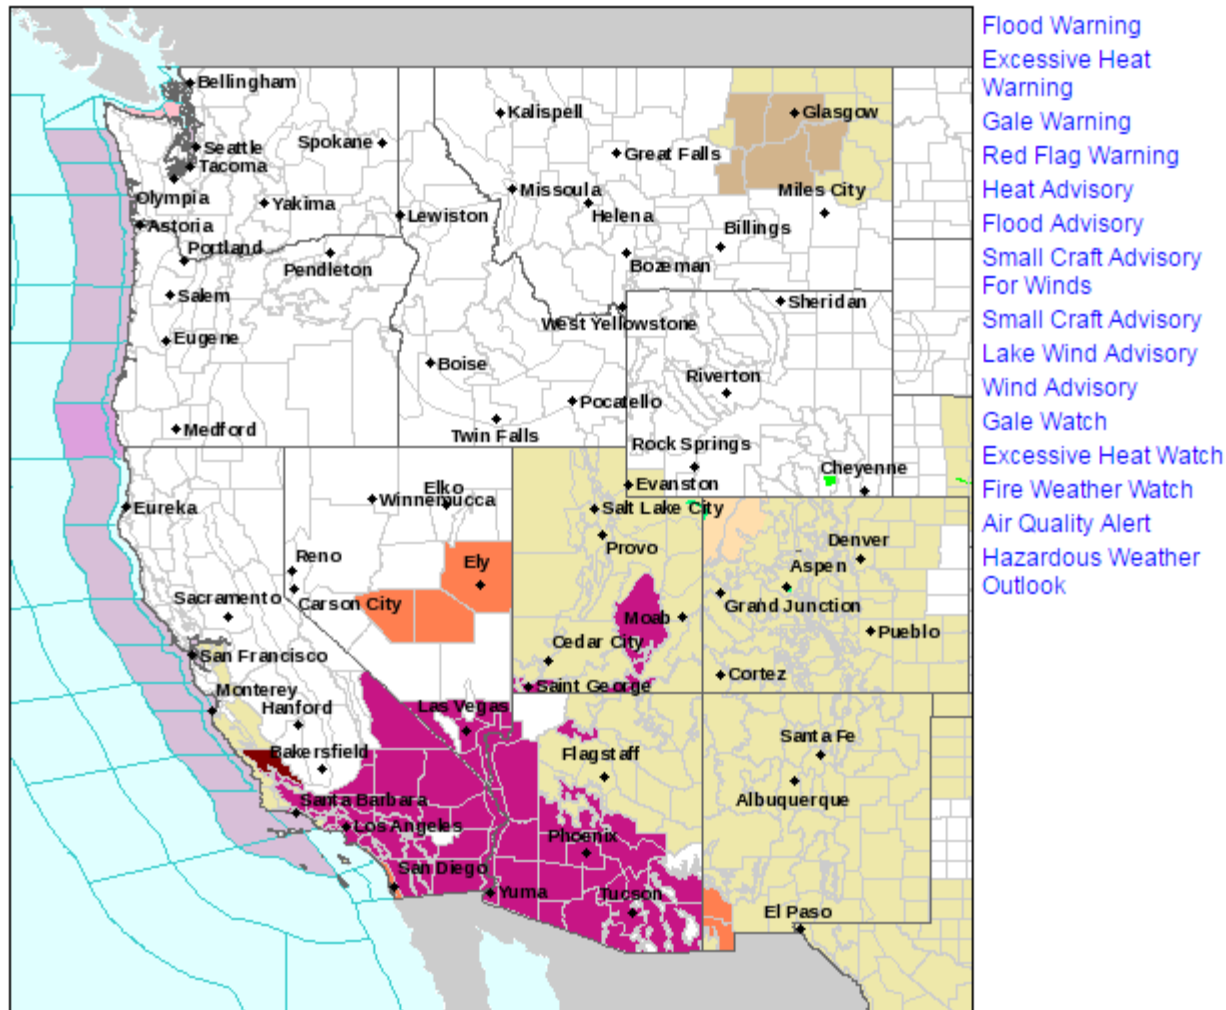 Bellingham
Kalispell
Glasgow
Seattle
Spokane
Great Falls
Tacoma
Olympia
Yakima
Missoula
Miles City
Astoria
Lewiston
Helena
Billings
Portland
Pendleton
Bozeman
Salem
Sheridan
West Yellowstone
Eugene
Boise
Riverton
Pocatello
Medford
Twin Falls
Rock Springs
Cheyenne
Elko
Evanston
Eureka
Winnemucca
Salt Lake City
Provo
Denver
Reno
Ely
Aspen
Sacramento
Carson City
Moab
Grand Junction
Pueblo
San Francisco
Cedar City
Cortez
Monterey
Saint George
Hanford
Las Vegas
Bakersfield
Flagstaff
Santa Fe
Santa Barbara
Albuquerque
Los Angeles
Phoenix
San Diego
Yuma
Tucson
El Paso
Flood Warning
Excessive Heat
Warning
Gale Warning
Red Flag Warning
Heat Advisory
Flood Advisory
Small Craft Advisory
For Winds
Small Craft Advisory
Lake Wind Advisory
Wind Advisory
Gale Watch
Excessive Heat Watch
Fire Weather Watch
Air Quality Alert
Hazardous Weather
Outlook